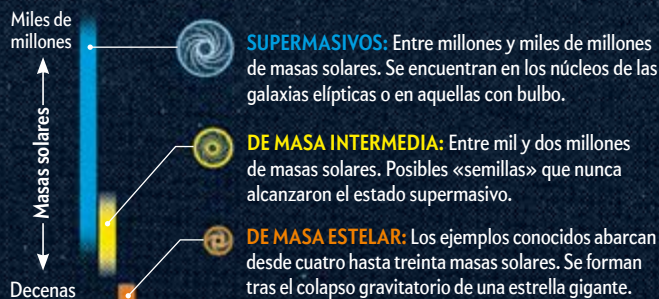 Miles de
millones
Masas solares
Decenas
SUPERMASIVOS: Entre millones y miles de millones
de masas solares. Se encuentran en los núcleos de las
galaxias elípticas o en aquellas con bulbo.
DE MASA INTERMEDIA: Entre mil y dos millones
de masas solares. Posibles «semillas» que nunca
alcanzaron el estado supermasivo.
DE MASA ESTELAR: Los ejemplos conocidos abarcan
desde cuatro hasta treinta masas solares. Se forman
tras el colapso gravitatorio de una estrella gigante.